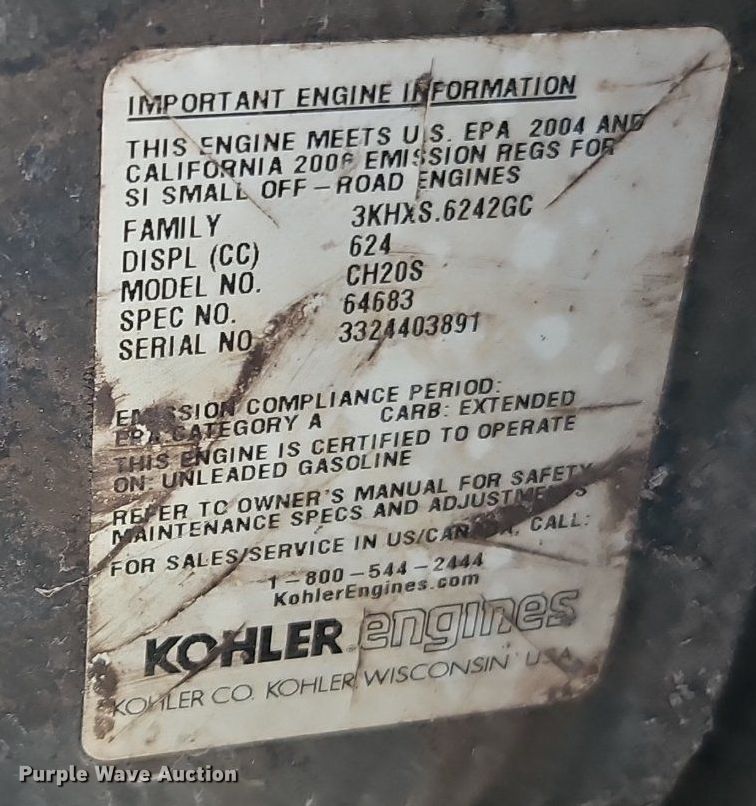 IMPORTANT ENGINE INFORMATION
THIS ENGINE MEETS U.S. EPA 2004 AND
CALIFORNIA 2006 EMISSION REGS FOR
SI SMALL OFF-ROAD ENGINES
FAMILY 3KHXS.6242GC
DISPL (CC) 624
MODEL NO. CH20S
SPEC NO. 64683
SERIAL NO 3324403891
EMISSION COMPLIANCE PERIOD:
EPA CATEGORY A CARB: EXTENDED
THIS ENGINE IS CERTIFIED TO OPERATE
ON: UNLEADED GASOLINE
REFER TO OWNER'S MANUAL FOR SAFETY
MAINTENANCE SPECS AND ADJUSTMENTS
FOR SALES/SERVICE IN US/CANADA, CALL:
1-800-544-2444
KohlerEngines.com
KOHLER engines
KOHLER CO. KOHLER WISCONSIN USA
Purple Wave Auction